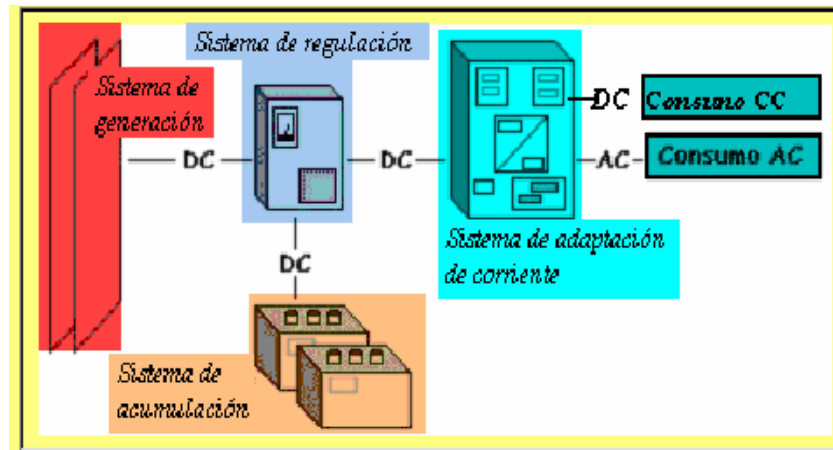 Sistema de regulación
Sistema de
generación
DC
DC
DC
Consumo CC
AC
Consumo AC
Sistema de adaptación
de corriente
DC
Sistema de
acumulación